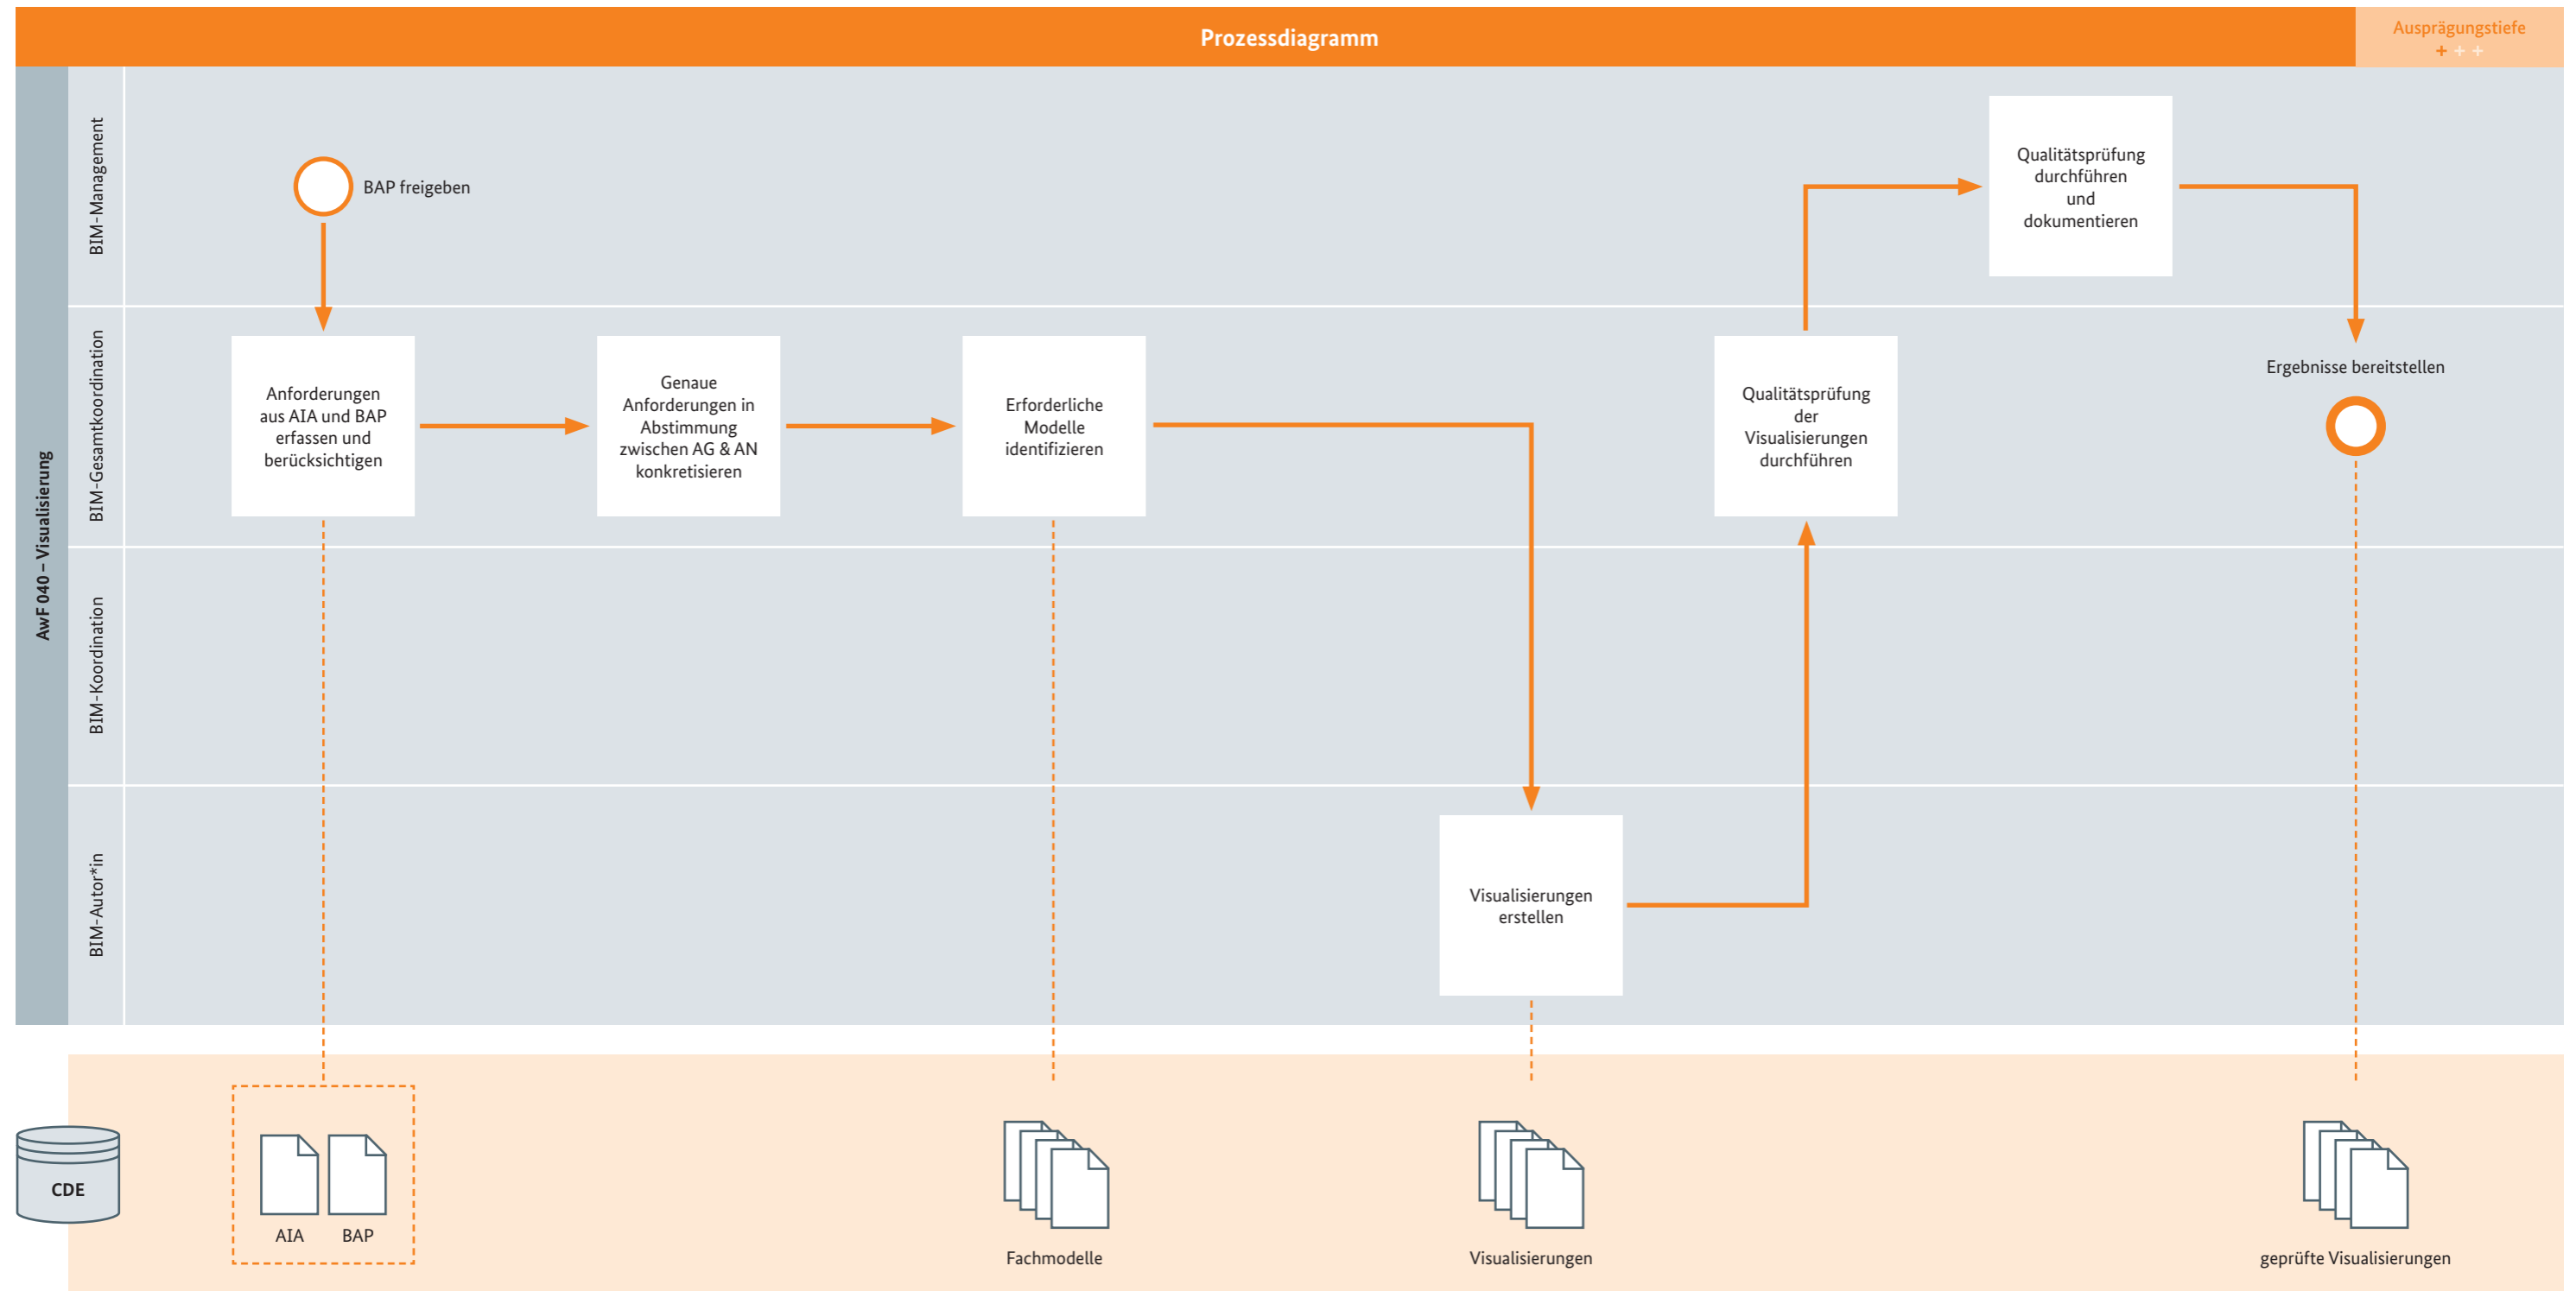 Prozessdiagramm
Ausprägungstiefe
+ + +
AwF 040 – Visualisierung
BIM-Management
BAP freigeben
Qualitätsprüfung
durchführen
und
dokumentieren
BIM-Gesamtkoordination
Anforderungen
aus AIA und BAP
erfassen und
berücksichtigen
Genaue
Anforderungen in
Abstimmung
zwischen AG & AN
konkretisieren
Erforderliche
Modelle
identifizieren
Qualitätsprüfung
der
Visualisierungen
durchführen
Ergebnisse bereitstellen
BIM-Koordination
BIM-Autor*in
Visualisierungen
erstellen
CDE
AIA
BAP
Fachmodelle
Visualisierungen
geprüfte Visualisierungen